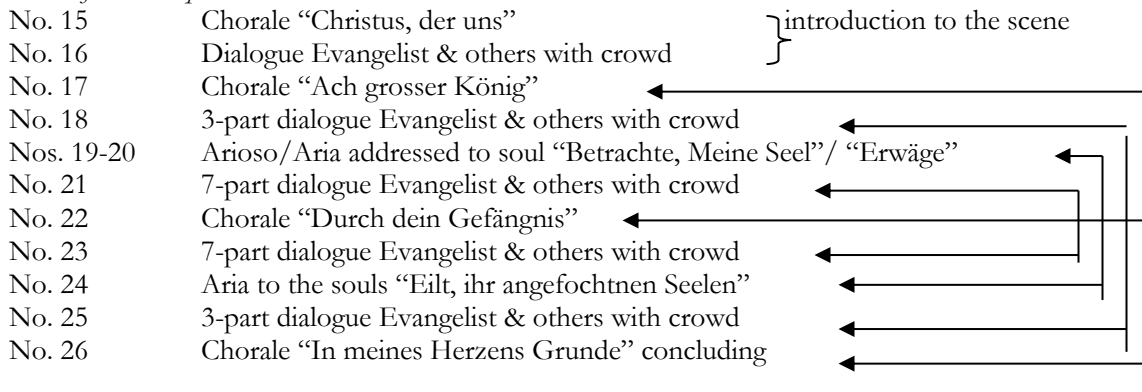 No. 15 Chorale “Christus, der uns” introduction to the scene
No. 16 Dialogue Evangelist & others with crowd
No. 17 Chorale “Ach grosser König”
No. 18 3-part dialogue Evangelist & others with crowd
Nos. 19-20 Arioso/Aria addressed to soul “Betrachte, Meine Seel”/ “Erwäge”
No. 21 7-part dialogue Evangelist & others with crowd
No. 22 Chorale “Durch dein Gefängnis”
No. 23 7-part dialogue Evangelist & others with crowd
No. 24 Aria to the souls “Eilt, ihr angefochtnen Seelen”
No. 25 3-part dialogue Evangelist & others with crowd
No. 26 Chorale “In meines Herzens Grunde” concluding